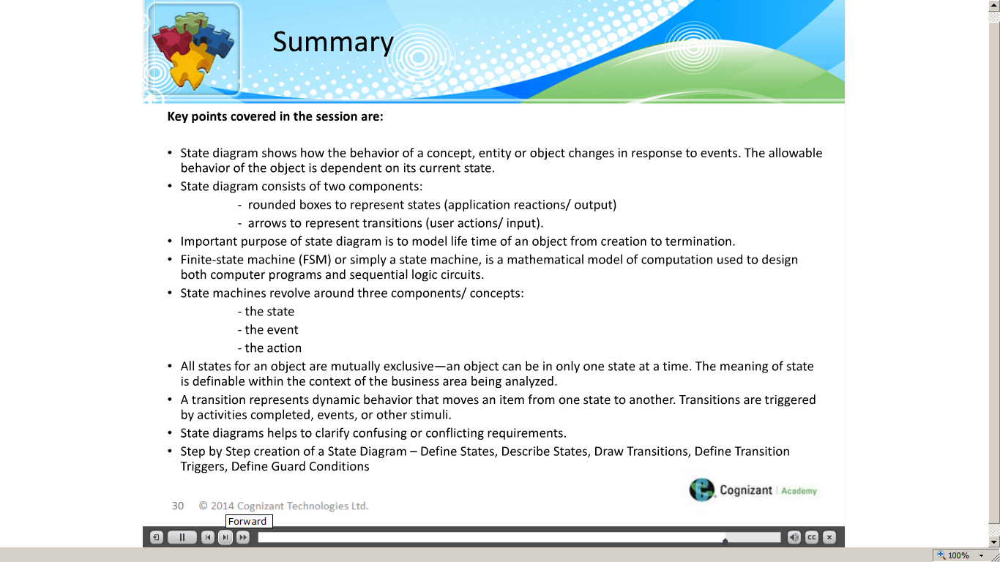 Summary
Key points covered in the session are:
• State diagram shows how the behavior of a concept, entity or object changes in response to events. The allowable
behavior of the object is dependent on its current state.
• State diagram consists of two components:
- rounded boxes to represent states (application reactions/ output)
- arrows to represent transitions (user actions/ input).
• Important purpose of state diagram is to model life time of an object from creation to termination.
• Finite-state machine (FSM) or simply a state machine, is a mathematical model of computation used to design
both computer programs and sequential logic circuits.
• State machines revolve around three components/ concepts:
- the state
- the event
- the action
• All states for an object are mutually exclusive—an object can be in only one state at a time. The meaning of state
is definable within the context of the business area being analyzed.
• A transition represents dynamic behavior that moves an item from one state to another. Transitions are triggered
by activities completed, events, or other stimuli.
• State diagrams helps to clarify confusing or conflicting requirements.
• Step by Step creation of a State Diagram – Define States, Describe States, Draw Transitions, Define Transition
Triggers, Define Guard Conditions
Cognizant | Academy
30 © 2014 Cognizant Technologies Ltd.
Forward
CC
100%